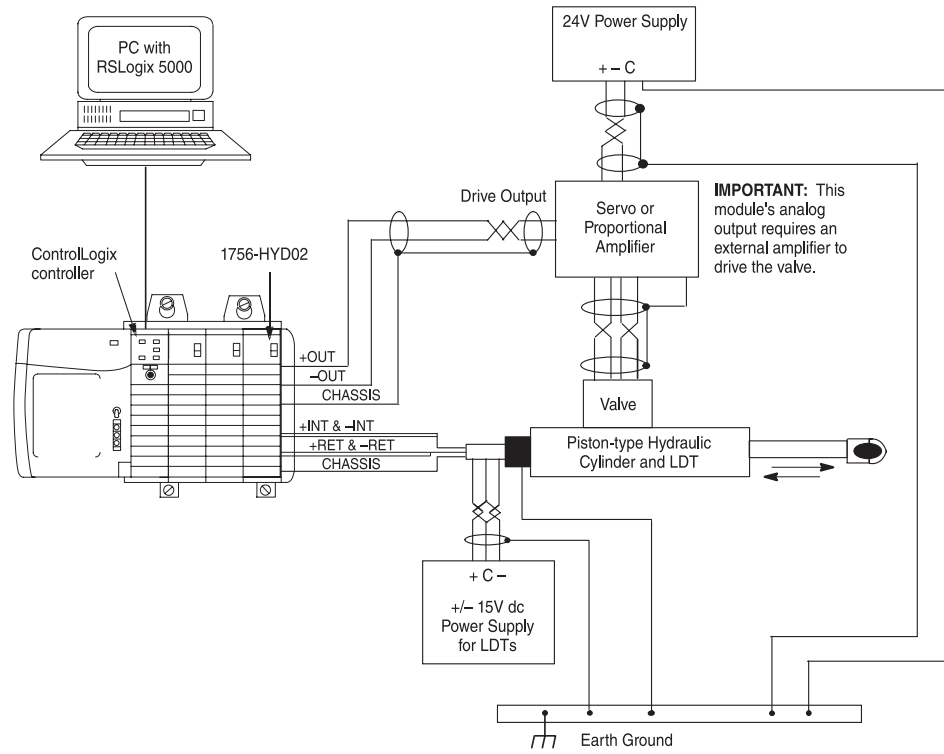 24V Power Supply
+ – C
PC with
RSLogix 5000
Drive Output
Servo or
Proportional
Amplifier
IMPORTANT: This
module's analog
output requires an
external amplifier to
drive the valve.
ControlLogix
controller
1756-HYD02
+OUT
–OUT
CHASSIS
+INT & –INT
+RET & –RET
CHASSIS
Valve
Piston-type Hydraulic
Cylinder and LDT
+ C –
+/– 15V dc
Power Supply
for LDTs
Earth Ground